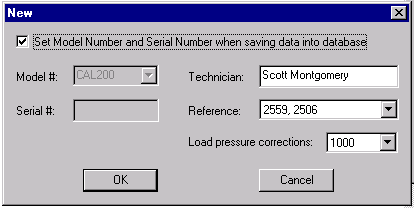 New
Set Model Number and Serial Number when saving data into database
Model #: CAL200 Technician: Scott Montgomery
Serial #: Reference: 2559, 2506
Load pressure corrections: 1000
OK Cancel